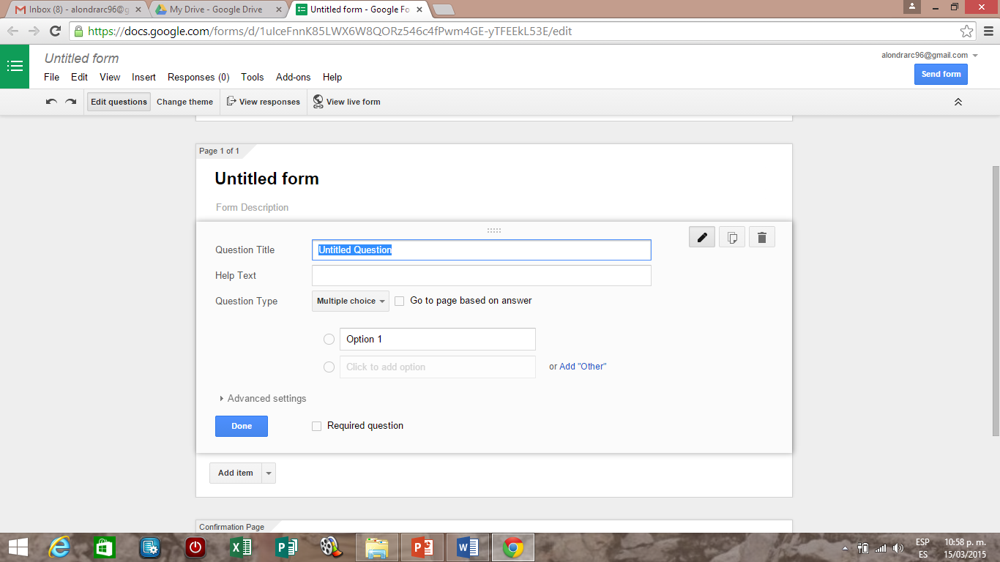 Inbox (8) - alondrarc96@g
My Drive - Google Drive
Untitled form - Google Fo
https://docs.google.com/forms/d/1uIceFnnK85LWX6W8QORz546c4fPwm4GE-yTFEEkL53E/edit
Untitled form
alondrarc96@gmail.com
File Edit View Insert Responses (0) Tools Add-ons Help
Send form
Edit questions Change theme View responses View live form
Page 1 of 1
Untitled form
Form Description
Question Title Untitled Question
Help Text
Question Type Multiple choice Go to page based on answer
Option 1
Click to add option or Add "Other"
Advanced settings
Done Required question
Add item
Confirmation Page
ESP 10:58 p. m.
ES 15/03/2015